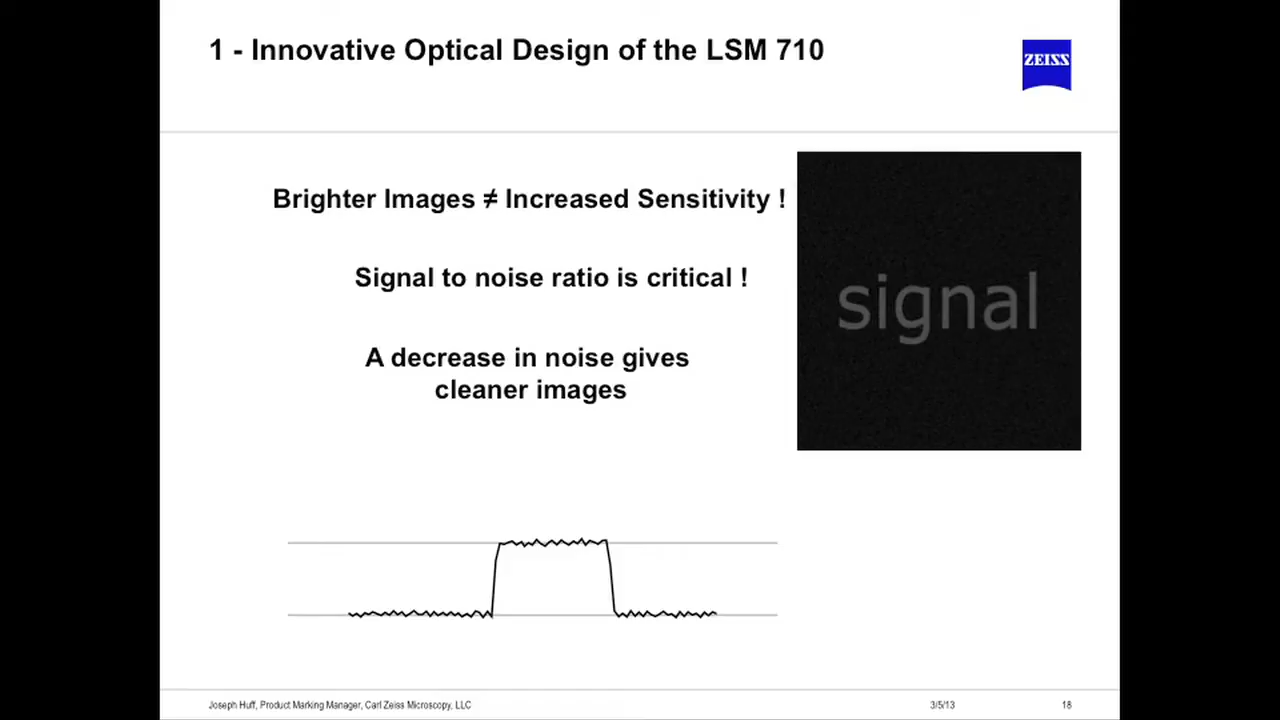 1 - Innovative Optical Design of the LSM 710
ZEISS
Brighter Images ≠ Increased Sensitivity !
Signal to noise ratio is critical !
A decrease in noise gives
cleaner images
signal
Joseph Huff, Product Marking Manager, Carl Zeiss Microscopy, LLC
3/5/13
18